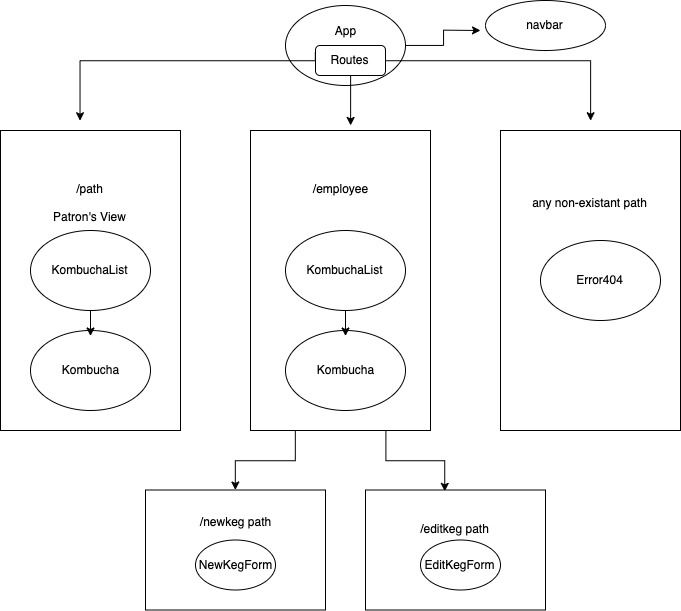 App
navbar
Routes
/path
Patron's View
KombuchaList
Kombucha
/employee
KombuchaList
Kombucha
any non-existant path
Error404
/newkeg path
NewKegForm
/editkeg path
EditKegForm